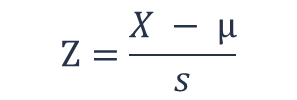 Z = (X − μ) / s